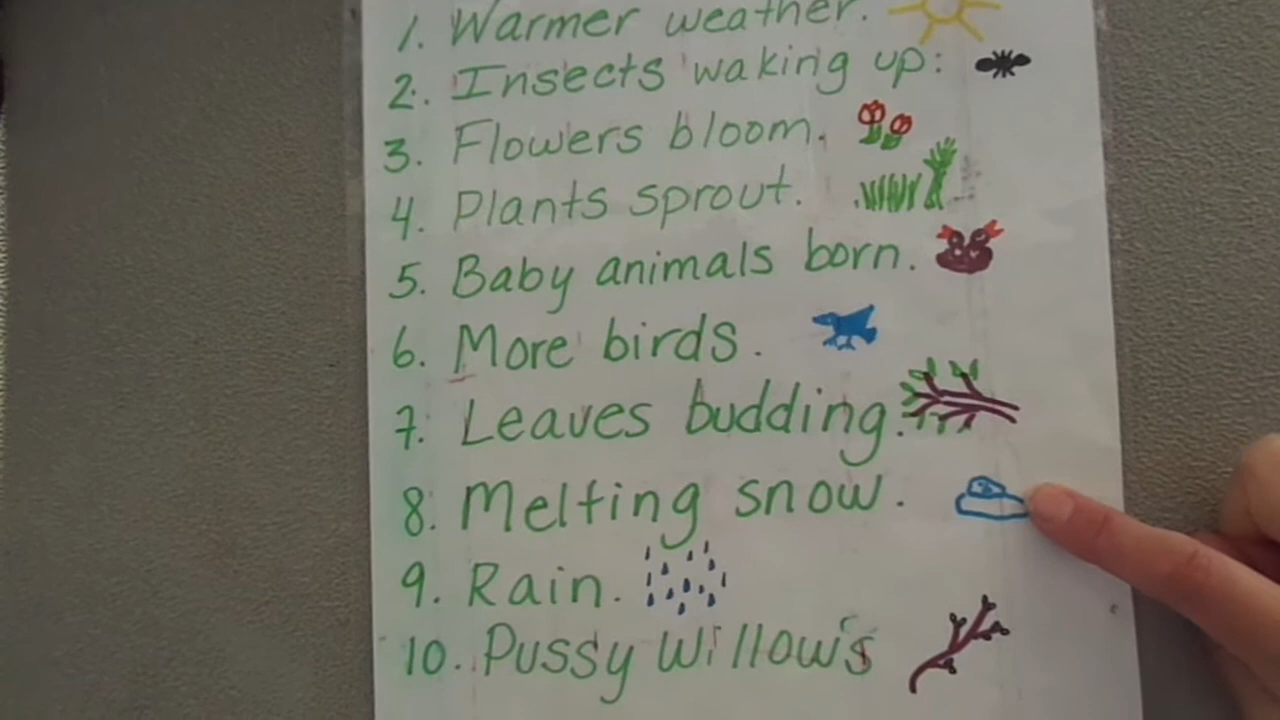 1. Warmer weather.
2. Insects waking up:
3. Flowers bloom.
4. Plants sprout.
5. Baby animals born.
6. More birds.
7. Leaves budding.
8. Melting snow.
9. Rain.
10. Pussy Willows